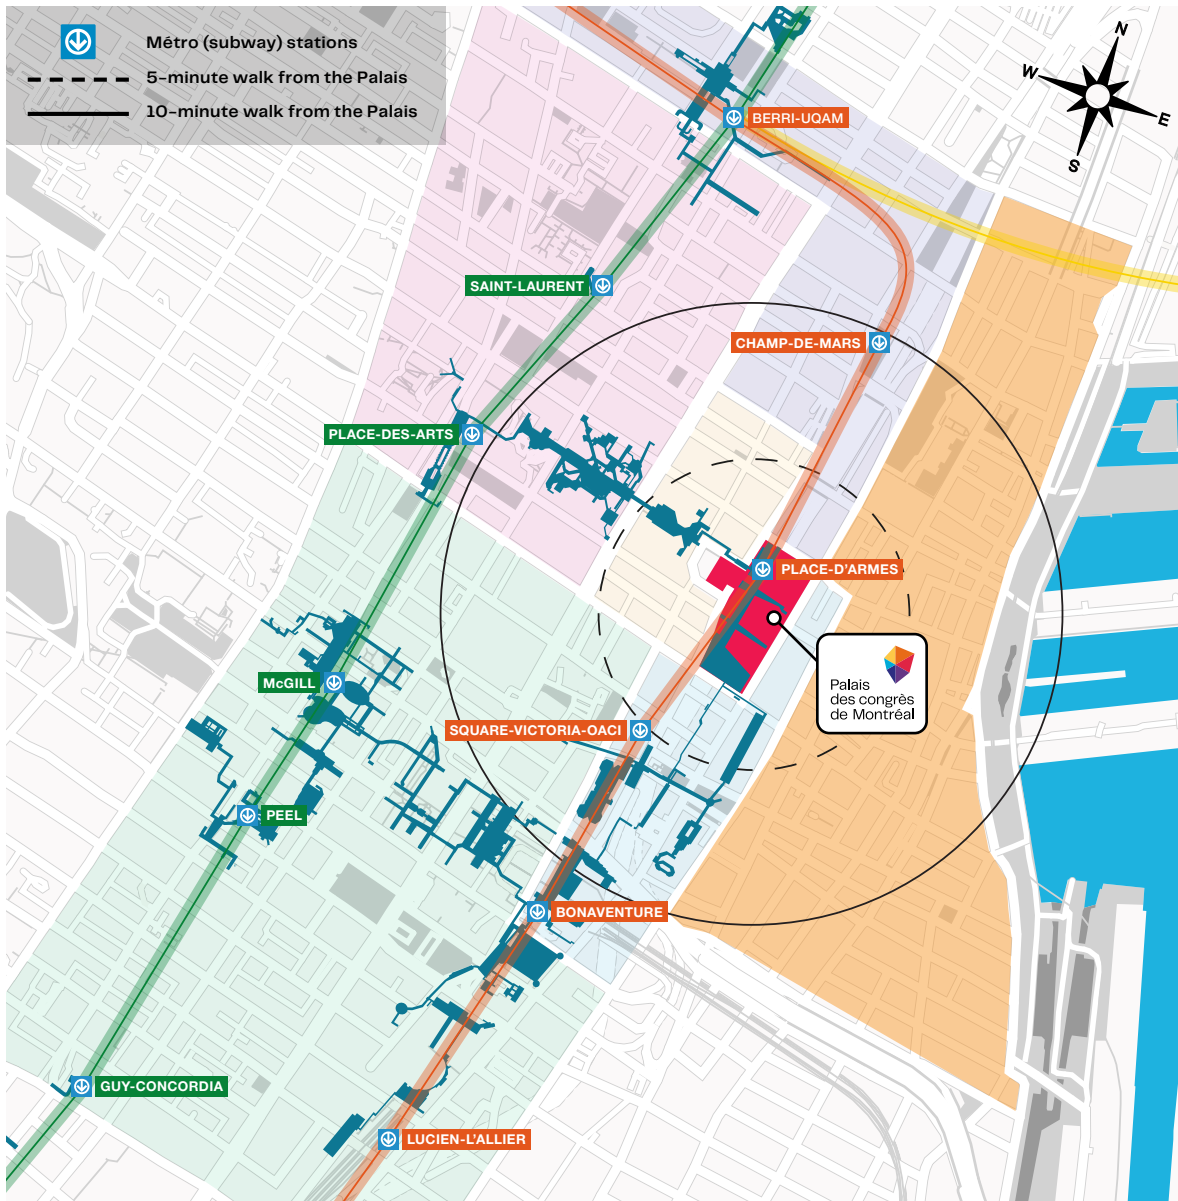 Métro (subway) stations
5-minute walk from the Palais
10-minute walk from the Palais
N
W
E
S
BERRI-UQAM
SAINT-LAURENT
CHAMP-DE-MARS
PLACE-DES-ARTS
PLACE-D'ARMES
Palais
des congrès
de Montréal
McGILL
SQUARE-VICTORIA-OACI
PEEL
BONAVENTURE
GUY-CONCORDIA
LUCIEN-L'ALLIER